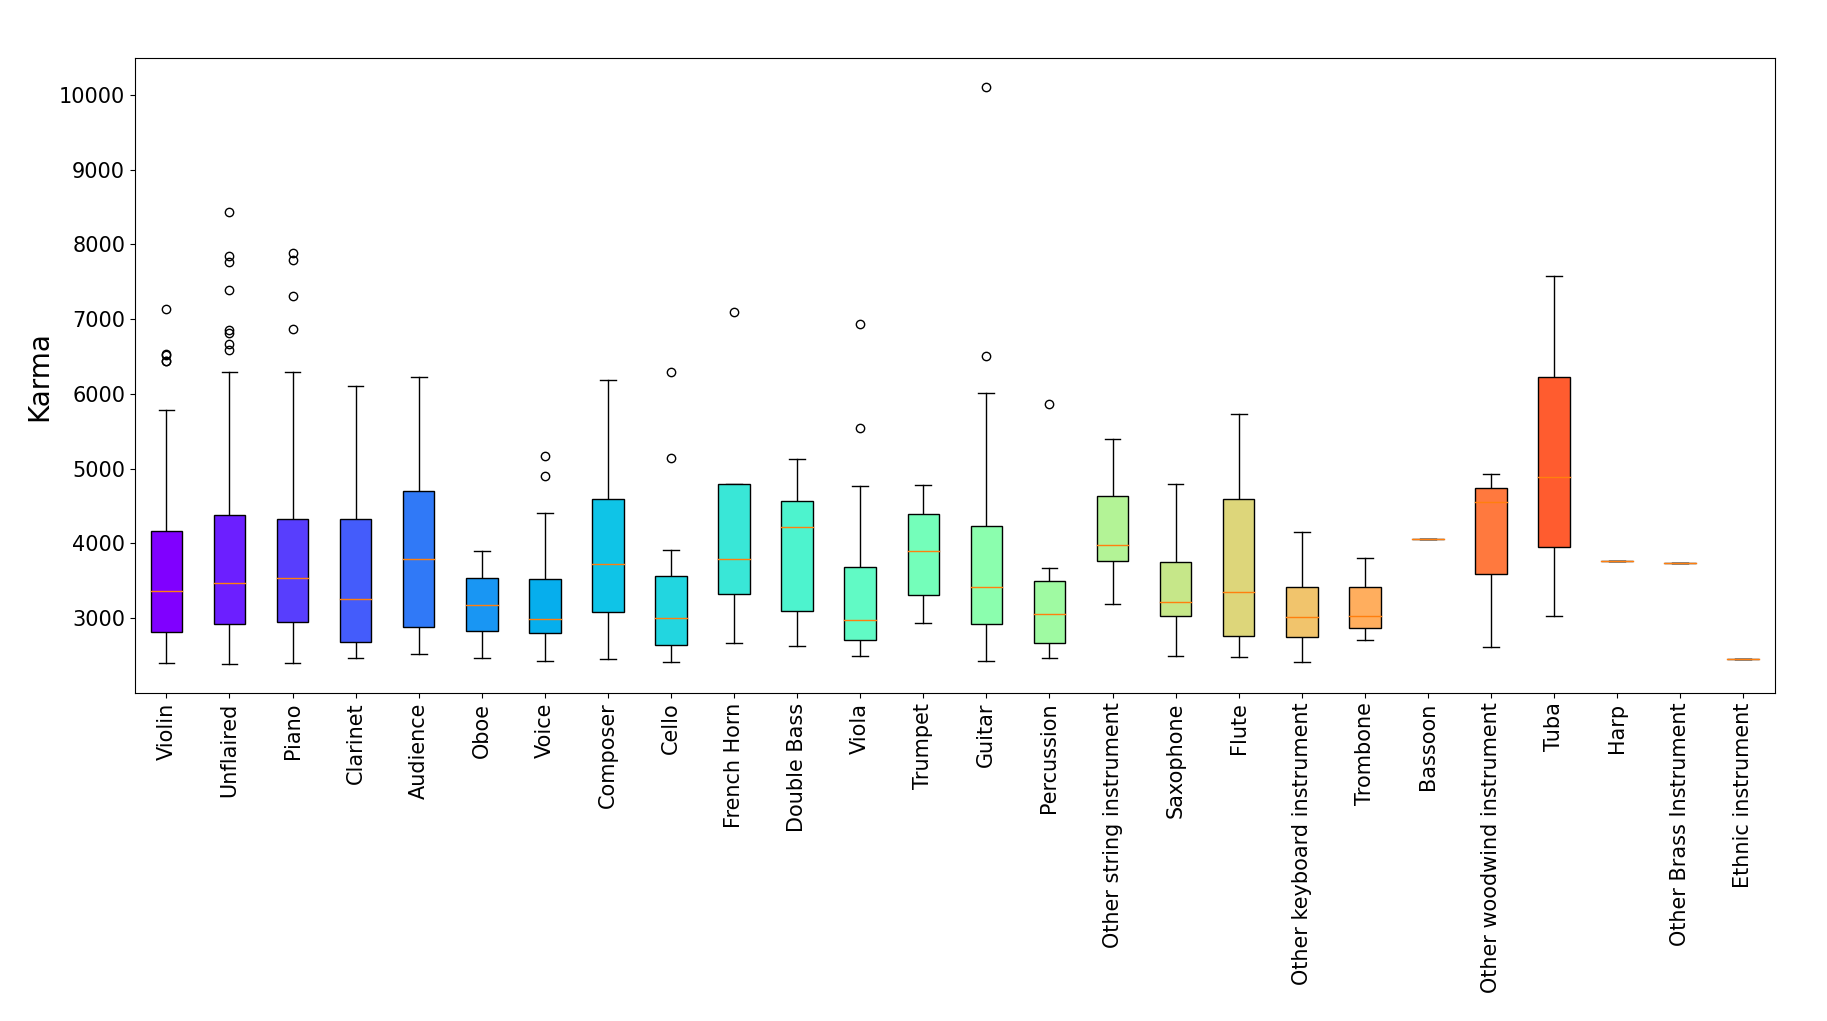 Karma
10000
9000
8000
7000
6000
5000
4000
3000
Violin
Unflaired
Piano
Clarinet
Audience
Oboe
Voice
Composer
Cello
French Horn
Double Bass
Viola
Trumpet
Guitar
Percussion
Other string instrument
Saxophone
Flute
Other keyboard instrument
Trombone
Bassoon
Other woodwind instrument
Tuba
Harp
Other Brass Instrument
Ethnic instrument